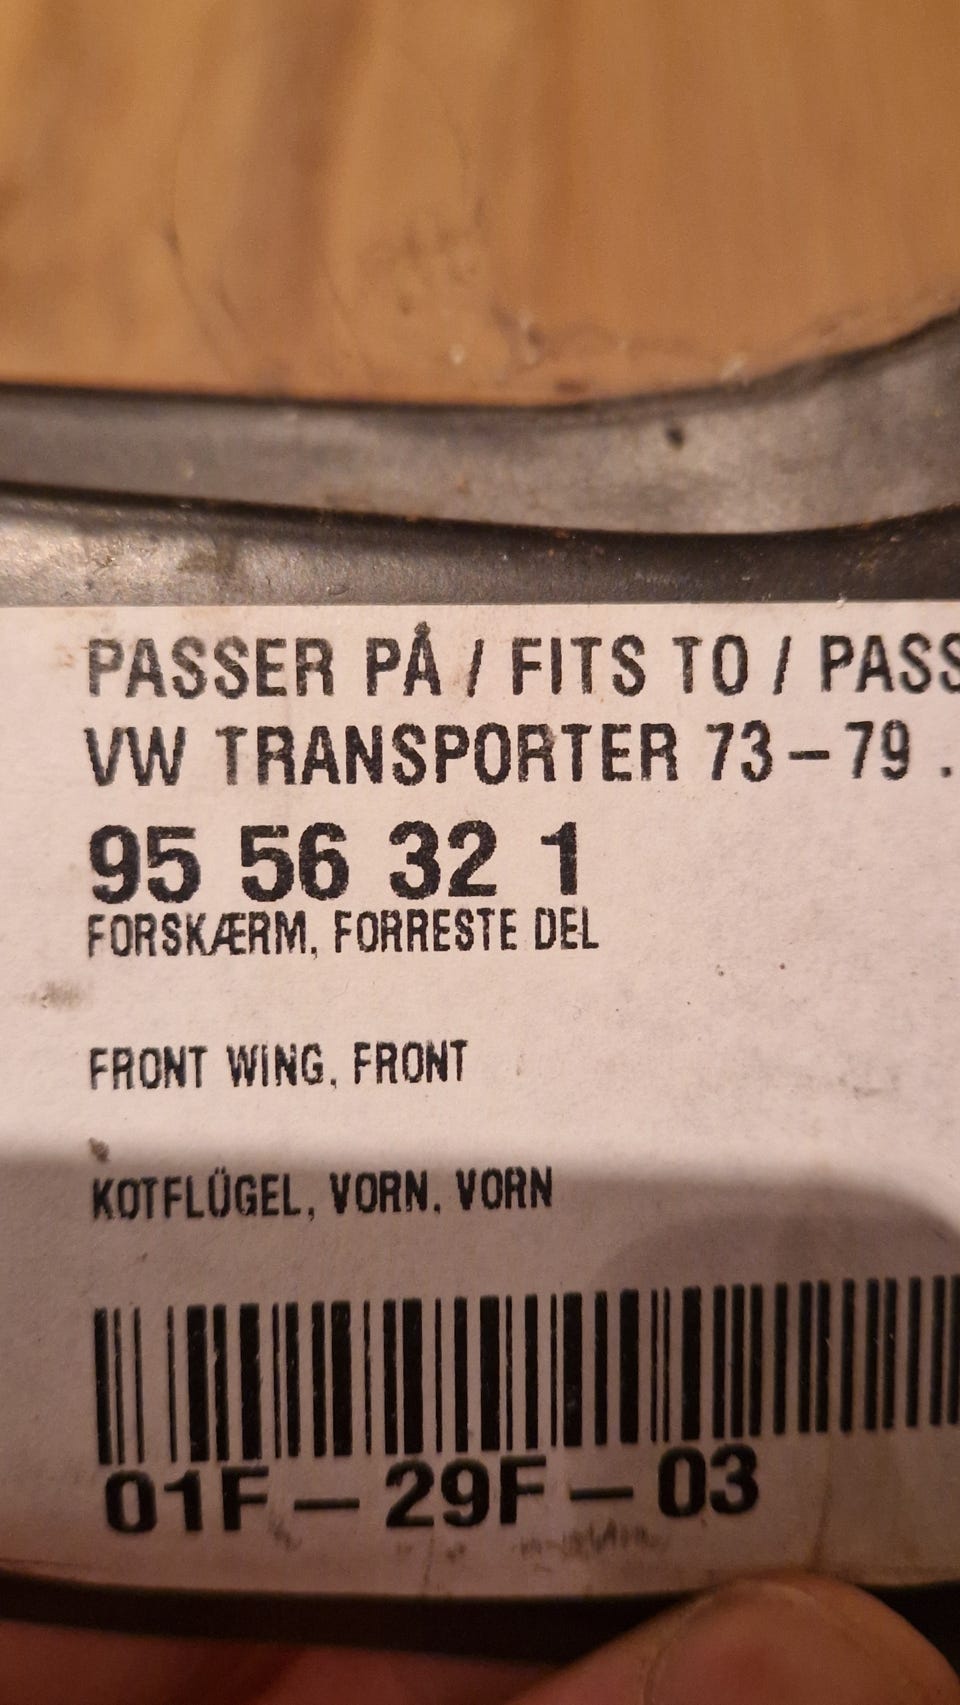 PASSER PÅ / FITS TO / PASS
VW TRANSPORTER 73-79 .
95 56 32 1
FORSKÆRM, FORRESTE DEL
FRONT WING, FRONT
KOTFLÜGEL, VORN, VORN
01F-29F-03